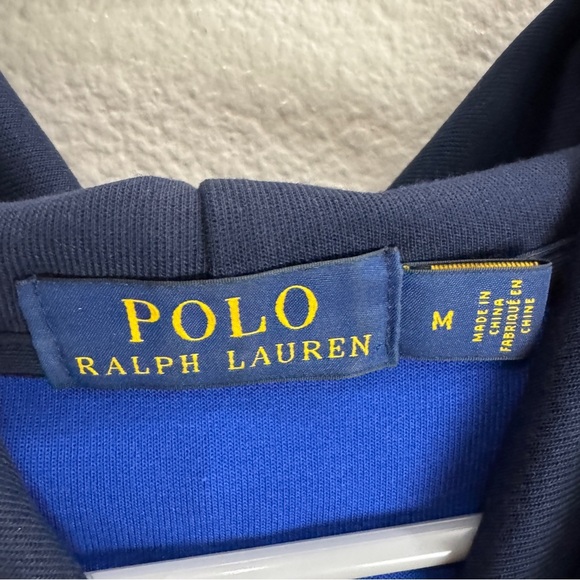 POLO
RALPH LAUREN
M
MADE IN
CHINA
FABRIQUÉ EN
CHINE